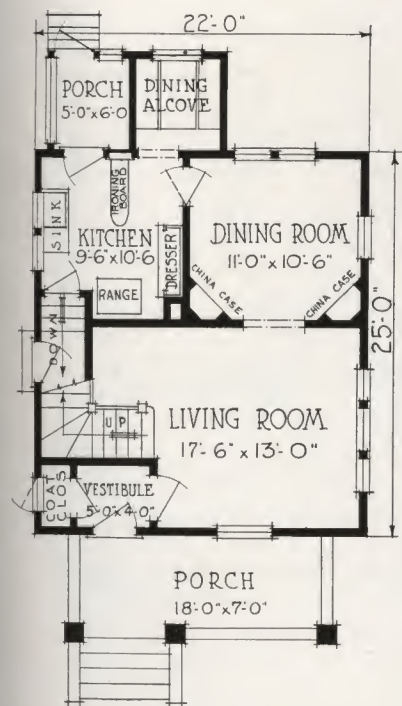 22'-0"
PORCH
5'-0"x6'-0
DINING
ALCOVE
IRONING
BOARD
SINK
KITCHEN
9'-6"x10'-6
DRESSER
RANGE
DINING ROOM
11'-0" x 10'-6"
CHINA CASE
CHINA CASE
25'-0"
DOWN
UP
LIVING ROOM
17'-6" x 13'-0"
COAT
CLOS
VESTIBULE
5'-0"x4'-0"
PORCH
18'-0"x7'-0"